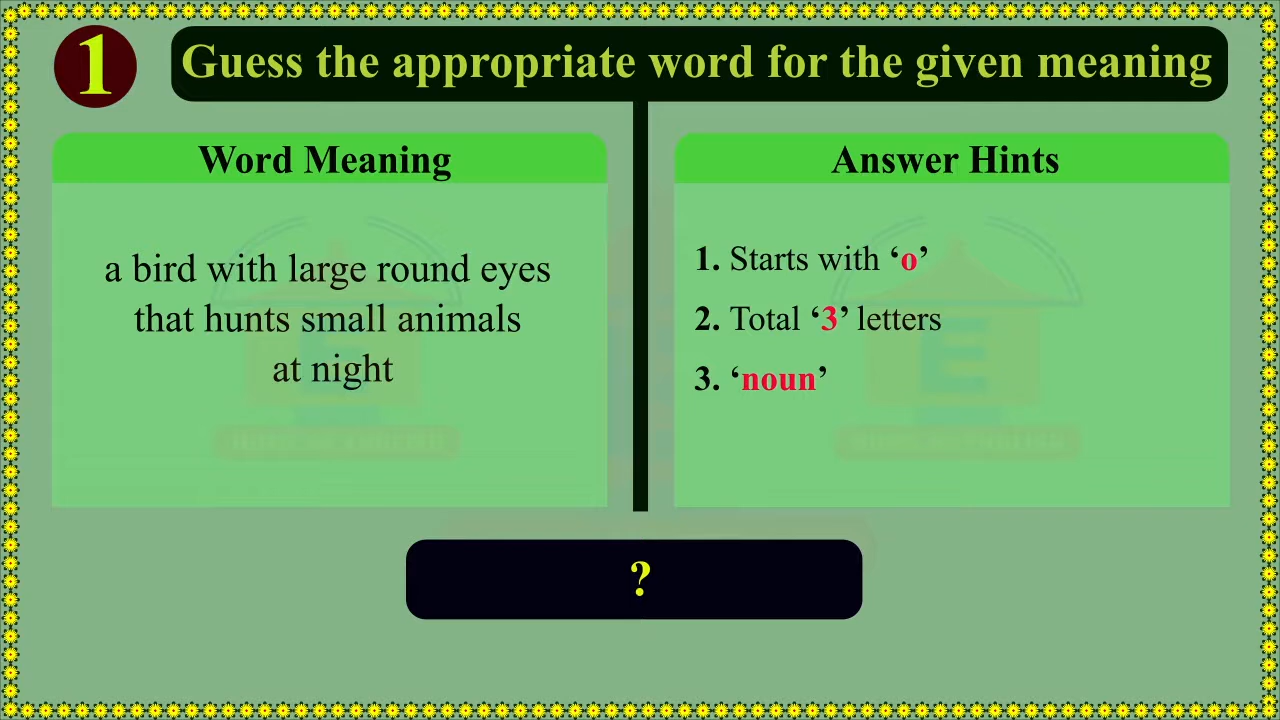 1
Guess the appropriate word for the given meaning
Word Meaning
a bird with large round eyes
that hunts small animals
at night
Answer Hints
1. Starts with ‘o’
2. Total ‘3’ letters
3. ‘noun’
?